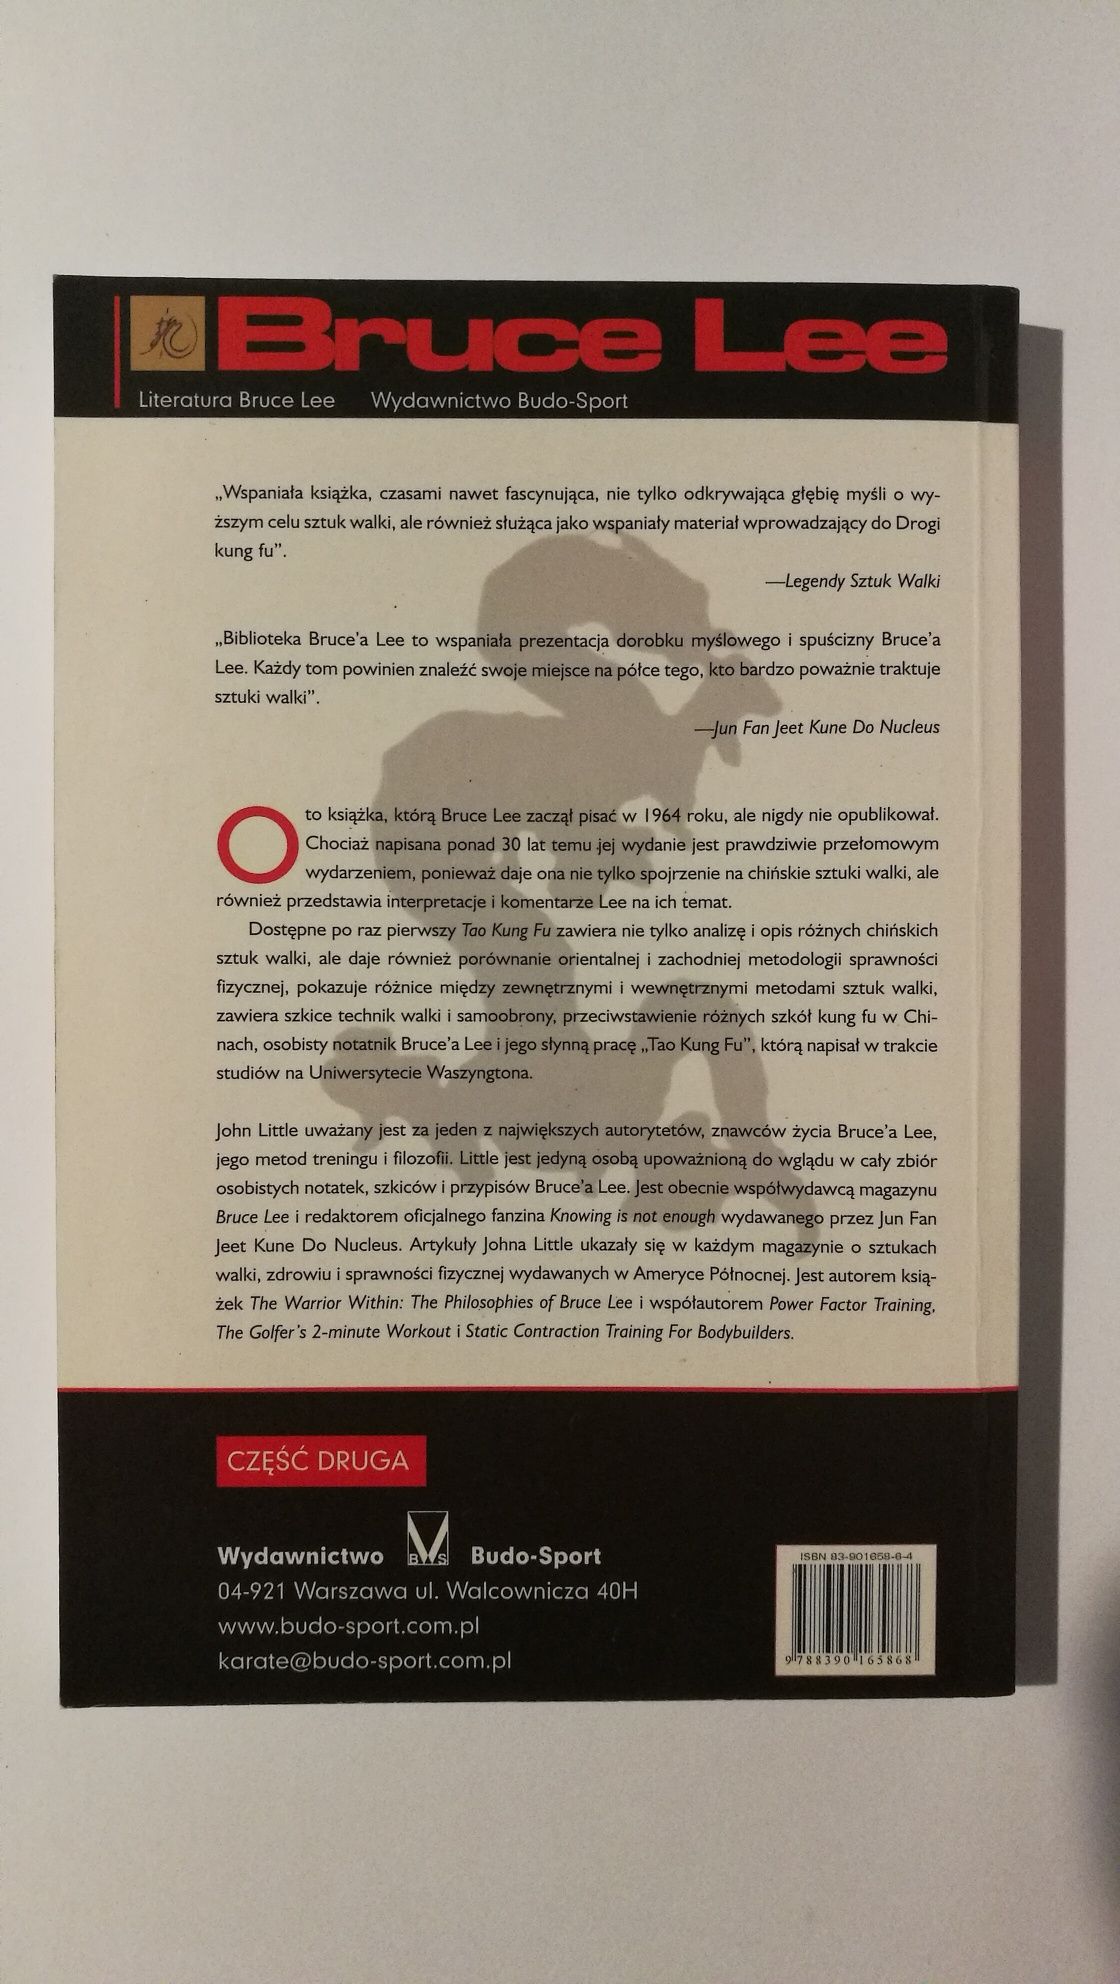 Bruce Lee
Literatura Bruce Lee Wydawnictwo Budo-Sport
„Wspaniała książka, czasami nawet fascynująca, nie tylko odkrywająca głębię myśli o wy-
ższym celu sztuk walki, ale również służąca jako wspaniały materiał wprowadzający do Drogi
kung fu”.
—Legendy Sztuk Walki
„Biblioteka Bruce'a Lee to wspaniała prezentacja dorobku myślowego i spuścizny Bruce’a
Lee. Każdy tom powinien znaleźć swoje miejsce na półce tego, kto bardzo poważnie traktuje
sztuki walki”.
—Jun Fan Jeet Kune Do Nucleus
Oto książka, którą Bruce Lee zaczął pisać w 1964 roku, ale nigdy nie opublikował.
Chociaż napisana ponad 30 lat temu jej wydanie jest prawdziwie przełomowym
wydarzeniem, ponieważ daje ona nie tylko spojrzenie na chińskie sztuki walki, ale
również przedstawia interpretacje i komentarze Lee na ich temat.
Dostępne po raz pierwszy Tao Kung Fu zawiera nie tylko analizę i opis różnych chińskich
sztuk walki, ale daje również porównanie orientalnej i zachodniej metodologii sprawności
fizycznej, pokazuje różnice między zewnętrznymi i wewnętrznymi metodami sztuk walki,
zawiera szkice technik walki i samoobrony, przeciwstawienie różnych szkół kung fu w Chi-
nach, osobisty notatnik Bruce’a Lee i jego słynną pracę „Tao Kung Fu”, którą napisał w trakcie
studiów na Uniwersytecie Waszyngtona.
John Little uważany jest za jeden z największych autorytetów, znawców życia Bruce’a Lee,
jego metod treningu i filozofii. Little jest jedyną osobą upoważnioną do wglądu w cały zbiór
osobistych notatek, szkiców i przypisów Bruce’a Lee. Jest obecnie współwydawcą magazynu
Bruce Lee i redaktorem oficjalnego fanzina Knowing is not enough wydawanego przez Jun Fan
Jeet Kune Do Nucleus. Artykuły Johna Little ukazały się w każdym magazynie o sztukach
walki, zdrowiu i sprawności fizycznej wydawanych w Ameryce Północnej. Jest autorem ksią-
żek The Warrior Within: The Philosophies of Bruce Lee i współautorem Power Factor Training,
The Golfer’s 2-minute Workout i Static Contraction Training For Bodybuilders.
CZĘŚĆ DRUGA
Wydawnictwo BVS Budo-Sport
04-921 Warszawa ul. Walcownicza 40H
www.budo-sport.com.pl
karate@budo-sport.com.pl
ISBN 83-901658-6-4
9 788390 165868